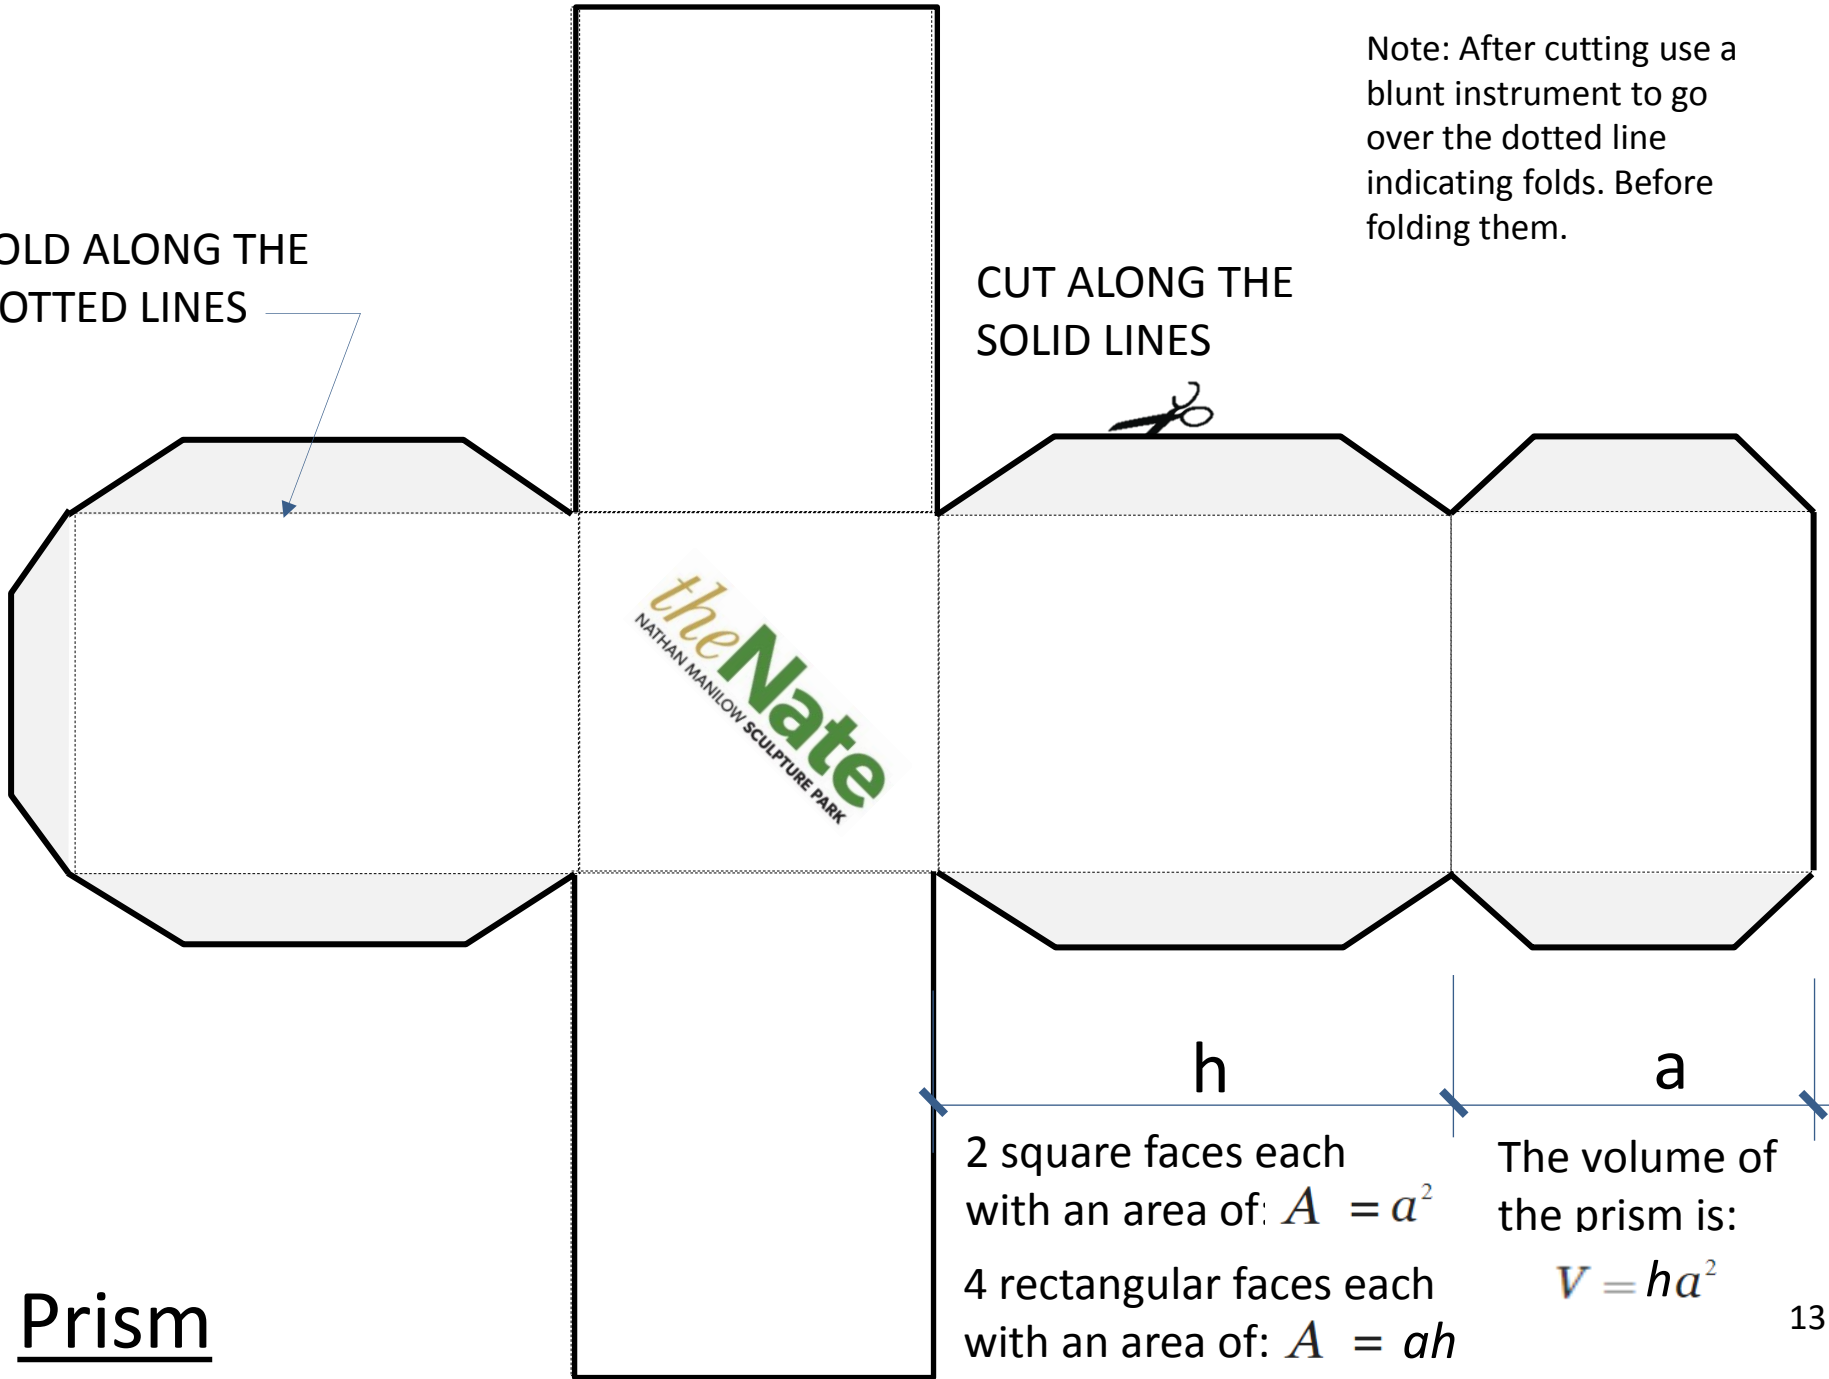 Note: After cutting use a
blunt instrument to go
over the dotted line
indicating folds. Before
folding them.
OLD ALONG THE
OTTED LINES
CUT ALONG THE
SOLID LINES
theNate
NATHAN MANILOW SCULPTURE PARK
h
a
2 square faces each
with an area of: A = a²
4 rectangular faces each
with an area of: A = ah
The volume of
the prism is:
V = ha²
Prism
13